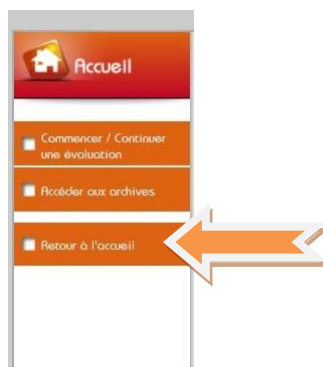 Accueil
Commencer / Continuer
une évaluation
Accéder aux archives
Retour à l'accueil